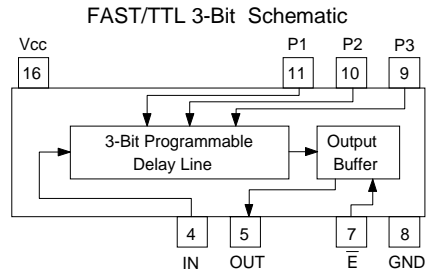 FAST/TTL 3-Bit Schematic
Vcc P1 P2 P3
16 11 10 9
3-Bit Programmable
Delay Line
Output
Buffer
4 5 7 8
IN OUT E̅ GND